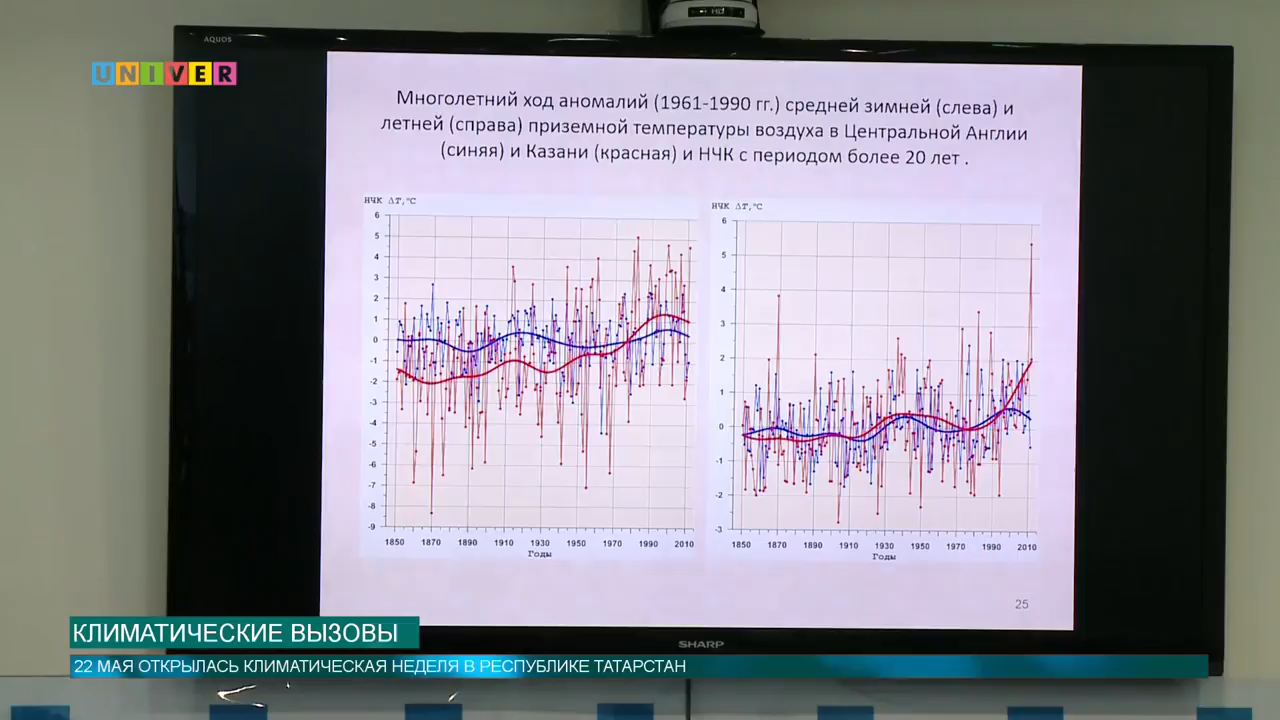 HD
AQUOS
UNIVER
Многолетний ход аномалий (1961-1990 гг.) средней зимней (слева) и
летней (справа) приземной температуры воздуха в Центральной Англии
(синяя) и Казани (красная) и НЧК с периодом более 20 лет .
НЧК ΔT,°C
6
5
4
3
2
1
0
-1
-2
-3
-4
-5
-6
-7
-8
-9
1850 1870 1890 1910 1930 1950 1970 1990 2010
Годы
НЧК ΔT,°C
6
5
4
3
2
1
0
-1
-2
-3
1850 1870 1890 1910 1930 1950 1970 1990 2010
Годы
25
SHARP
КЛИМАТИЧЕСКИЕ ВЫЗОВЫ
22 МАЯ ОТКРЫЛАСЬ КЛИМАТИЧЕСКАЯ НЕДЕЛЯ В РЕСПУБЛИКЕ ТАТАРСТАН